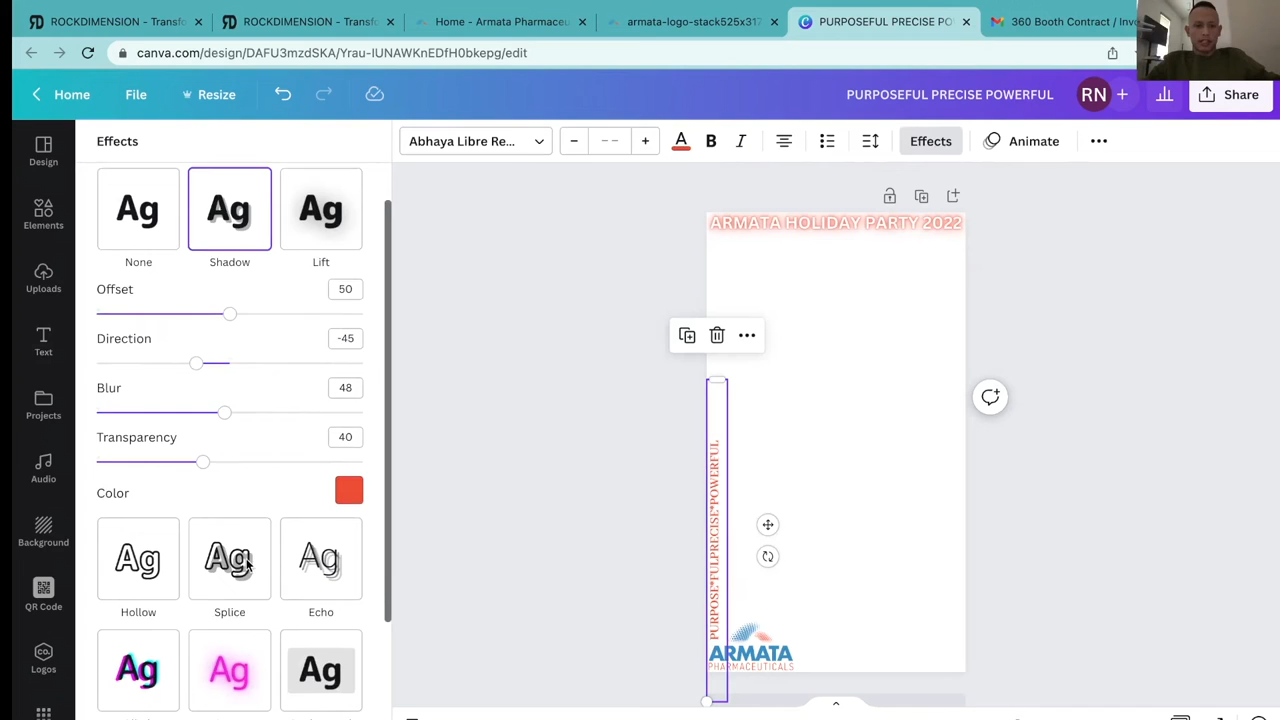 ROCKDIMENSION - Transfo
ROCKDIMENSION - Transfo
Home - Armata Pharmaceu
armata-logo-stack525x317
PURPOSEFUL PRECISE PO
360 Booth Contract / Inv
canva.com/design/DAFU3mzdSKA/Yrau-IUNAWKnEDfH0bkepg/edit
Home
File
Resize
PURPOSEFUL PRECISE POWERFUL
RN
Share
Design
Elements
Uploads
Text
Projects
Audio
Background
QR Code
Logos
Effects
Abhaya Libre Re...
– -- +
A
B
I
Effects
Animate
Ag
Ag
Ag
None
Shadow
Lift
Offset
50
Direction
-45
Blur
48
Transparency
40
Color
Ag
Ag
Ag
Hollow
Splice
Echo
Ag
Ag
Ag
ARMATA HOLIDAY PARTY 2022
PURPOSE*FULPRECISE*POWERFUL
ARMATA
PHARMACEUTICALS